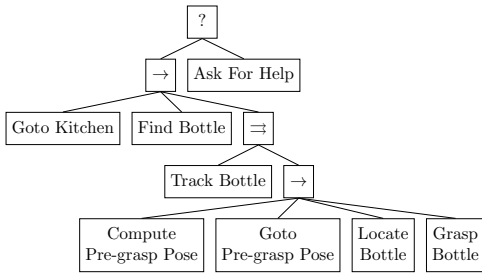 ?
→
Ask For Help
Goto Kitchen
Find Bottle
⇉
Track Bottle
→
Compute
Pre-grasp Pose
Goto
Pre-grasp Pose
Locate
Bottle
Grasp
Bottle